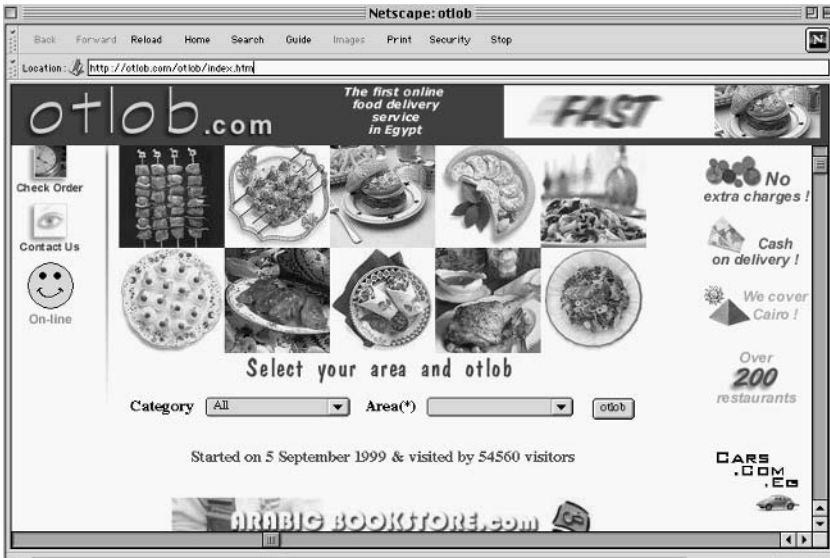 Netscape: otlob
Back Forward Reload Home Search Guide Images Print Security Stop
N
Location: http://otlob.com/otlob/index.htm
otlob.com
The first online
food delivery
service
in Egypt
FAST
Check Order
Contact Us
On-line
No
extra charges !
Cash
on delivery !
We cover
Cairo !
Over
200
restaurants
Select your area and otlob
Category All Area(*) otlob
Started on 5 September 1999 & visited by 54560 visitors
CARS
.COM
.EG
ARABIC BOOKSTORE.com